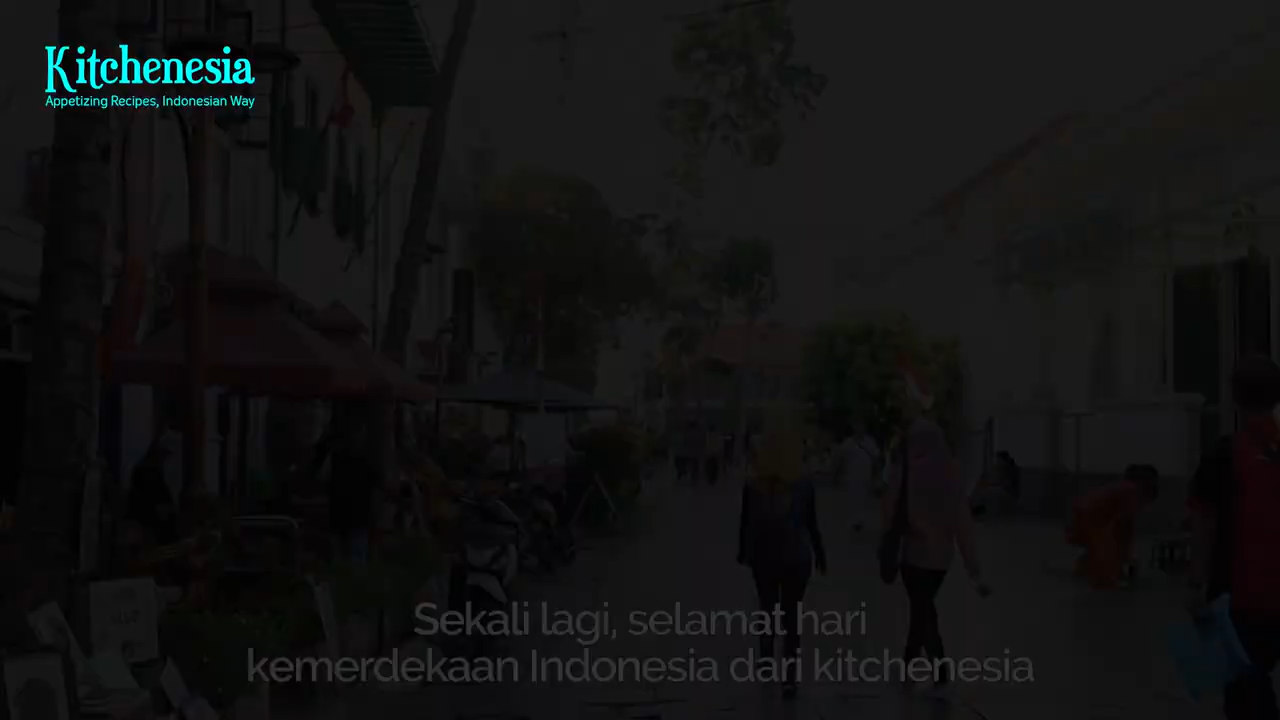 Kitchenesia
Appetizing Recipes, Indonesian Way
Sekali lagi, selamat hari
kemerdekaan Indonesia dari kitchenesia